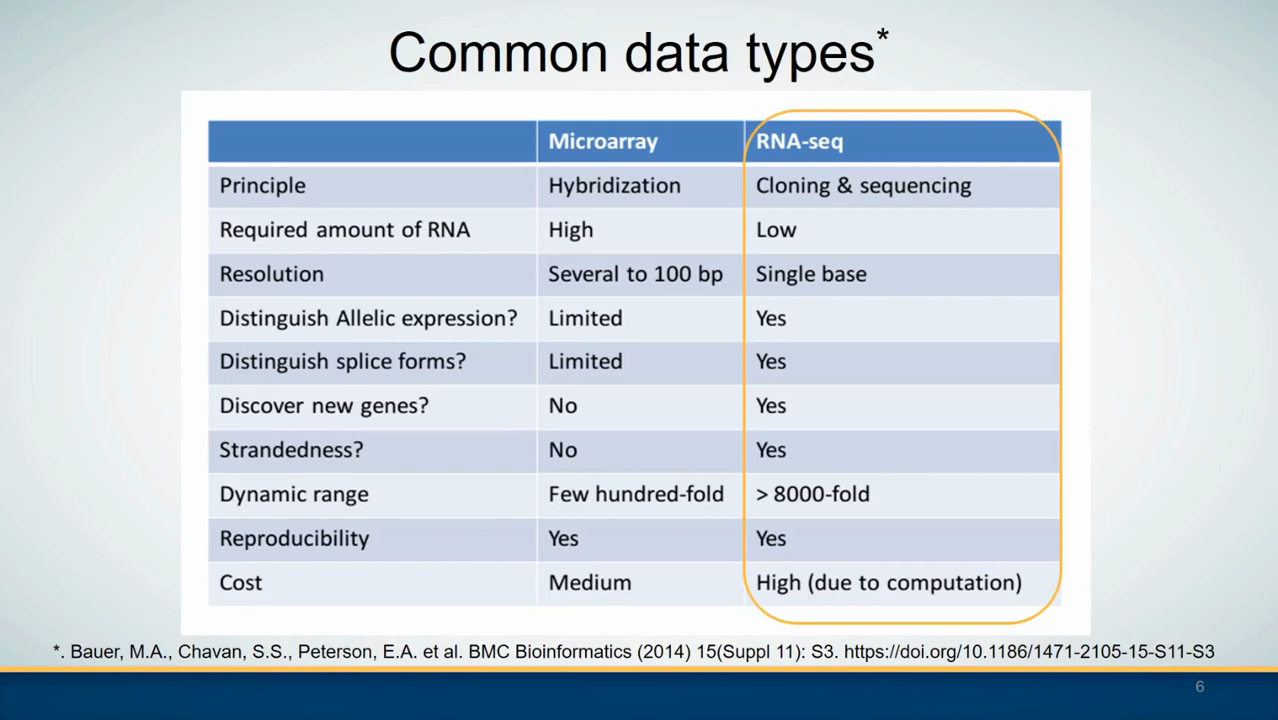 Common data types*
Microarray RNA-seq
Principle Hybridization Cloning & sequencing
Required amount of RNA High Low
Resolution Several to 100 bp Single base
Distinguish Allelic expression? Limited Yes
Distinguish splice forms? Limited Yes
Discover new genes? No Yes
Strandedness? No Yes
Dynamic range Few hundred-fold > 8000-fold
Reproducibility Yes Yes
Cost Medium High (due to computation)
*. Bauer, M.A., Chavan, S.S., Peterson, E.A. et al. BMC Bioinformatics (2014) 15(Suppl 11): S3. https://doi.org/10.1186/1471-2105-15-S11-S3
6